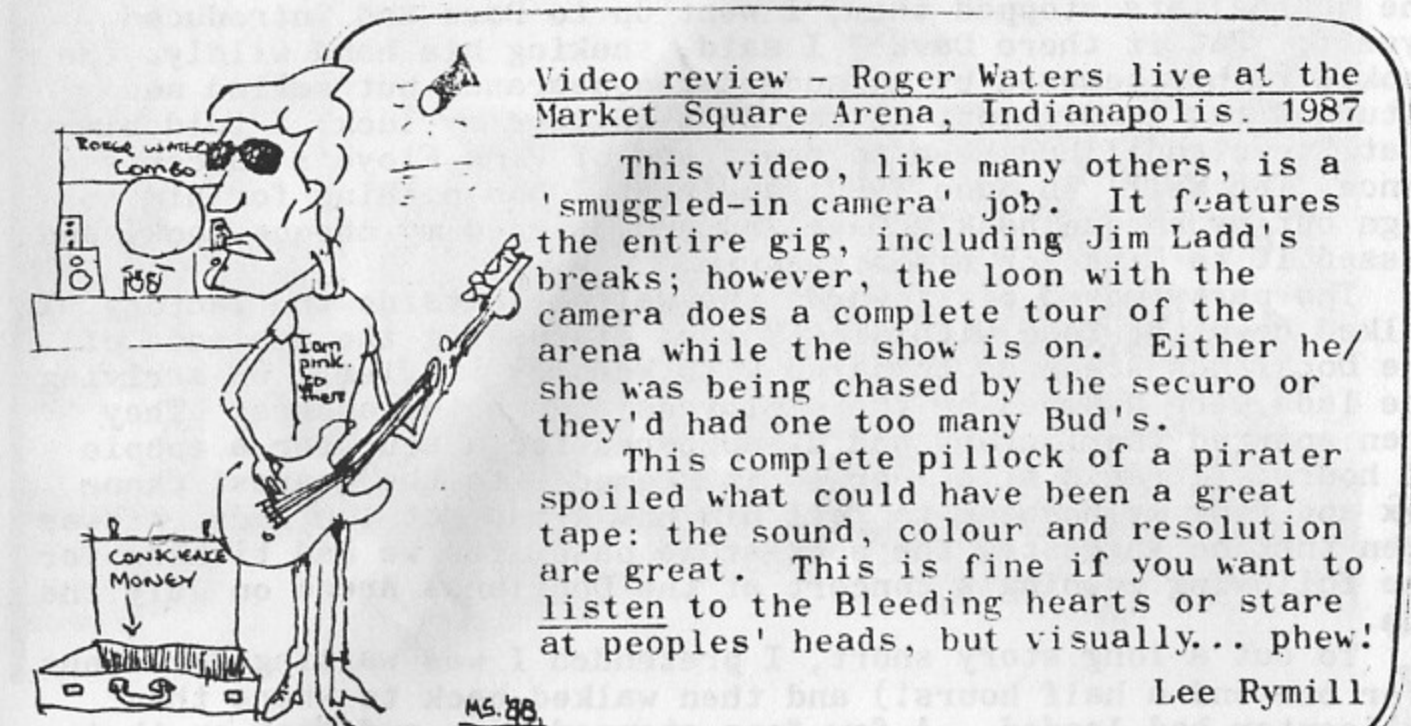 ROGER WATERS
COMBO
I am
Pink
so
there
CONSCIENCE
MONEY
MG. '88
Video review - Roger Waters live at the
Market Square Arena, Indianapolis. 1987
This video, like many others, is a
'smuggled-in camera' job. It features
the entire gig, including Jim Ladd's
breaks; however, the loon with the
camera does a complete tour of the
arena while the show is on. Either he/
she was being chased by the securo or
they'd had one too many Bud's.
This complete pillock of a pirater
spoiled what could have been a great
tape: the sound, colour and resolution
are great. This is fine if you want to
listen to the Bleeding hearts or stare
at peoples' heads, but visually... phew!
Lee Rymill